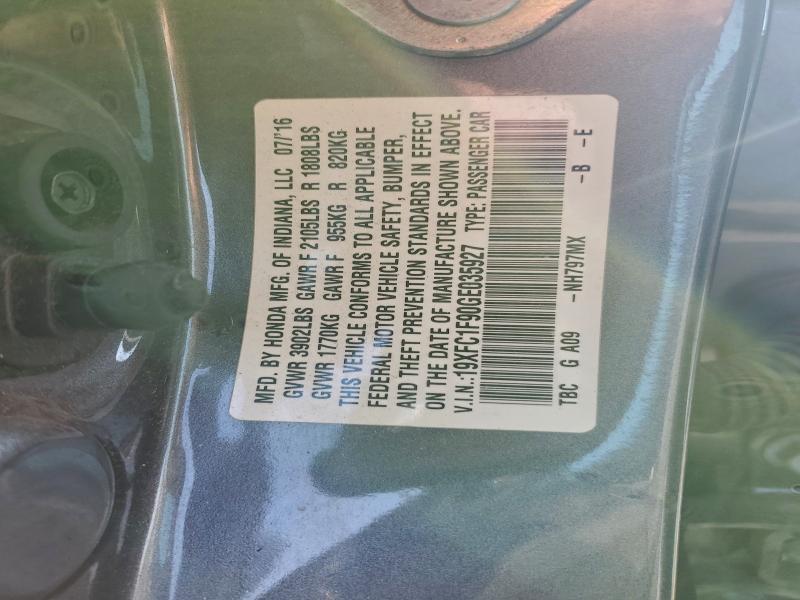 MFD. BY HONDA MFG. OF INDIANA, LLC 07/'16
GVWR 3902LBS GAWR F 2105LBS R 1808LBS
GVWR 1770KG GAWR F 955KG R 820KG
THIS VEHICLE CONFORMS TO ALL APPLICABLE
FEDERAL MOTOR VEHICLE SAFETY, BUMPER,
AND THEFT PREVENTION STANDARDS IN EFFECT
ON THE DATE OF MANUFACTURE SHOWN ABOVE.
V.I.N.:19XFC1F90GE035927 TYPE: PASSENGER CAR
TBC G A09 -NH797MX -B -E